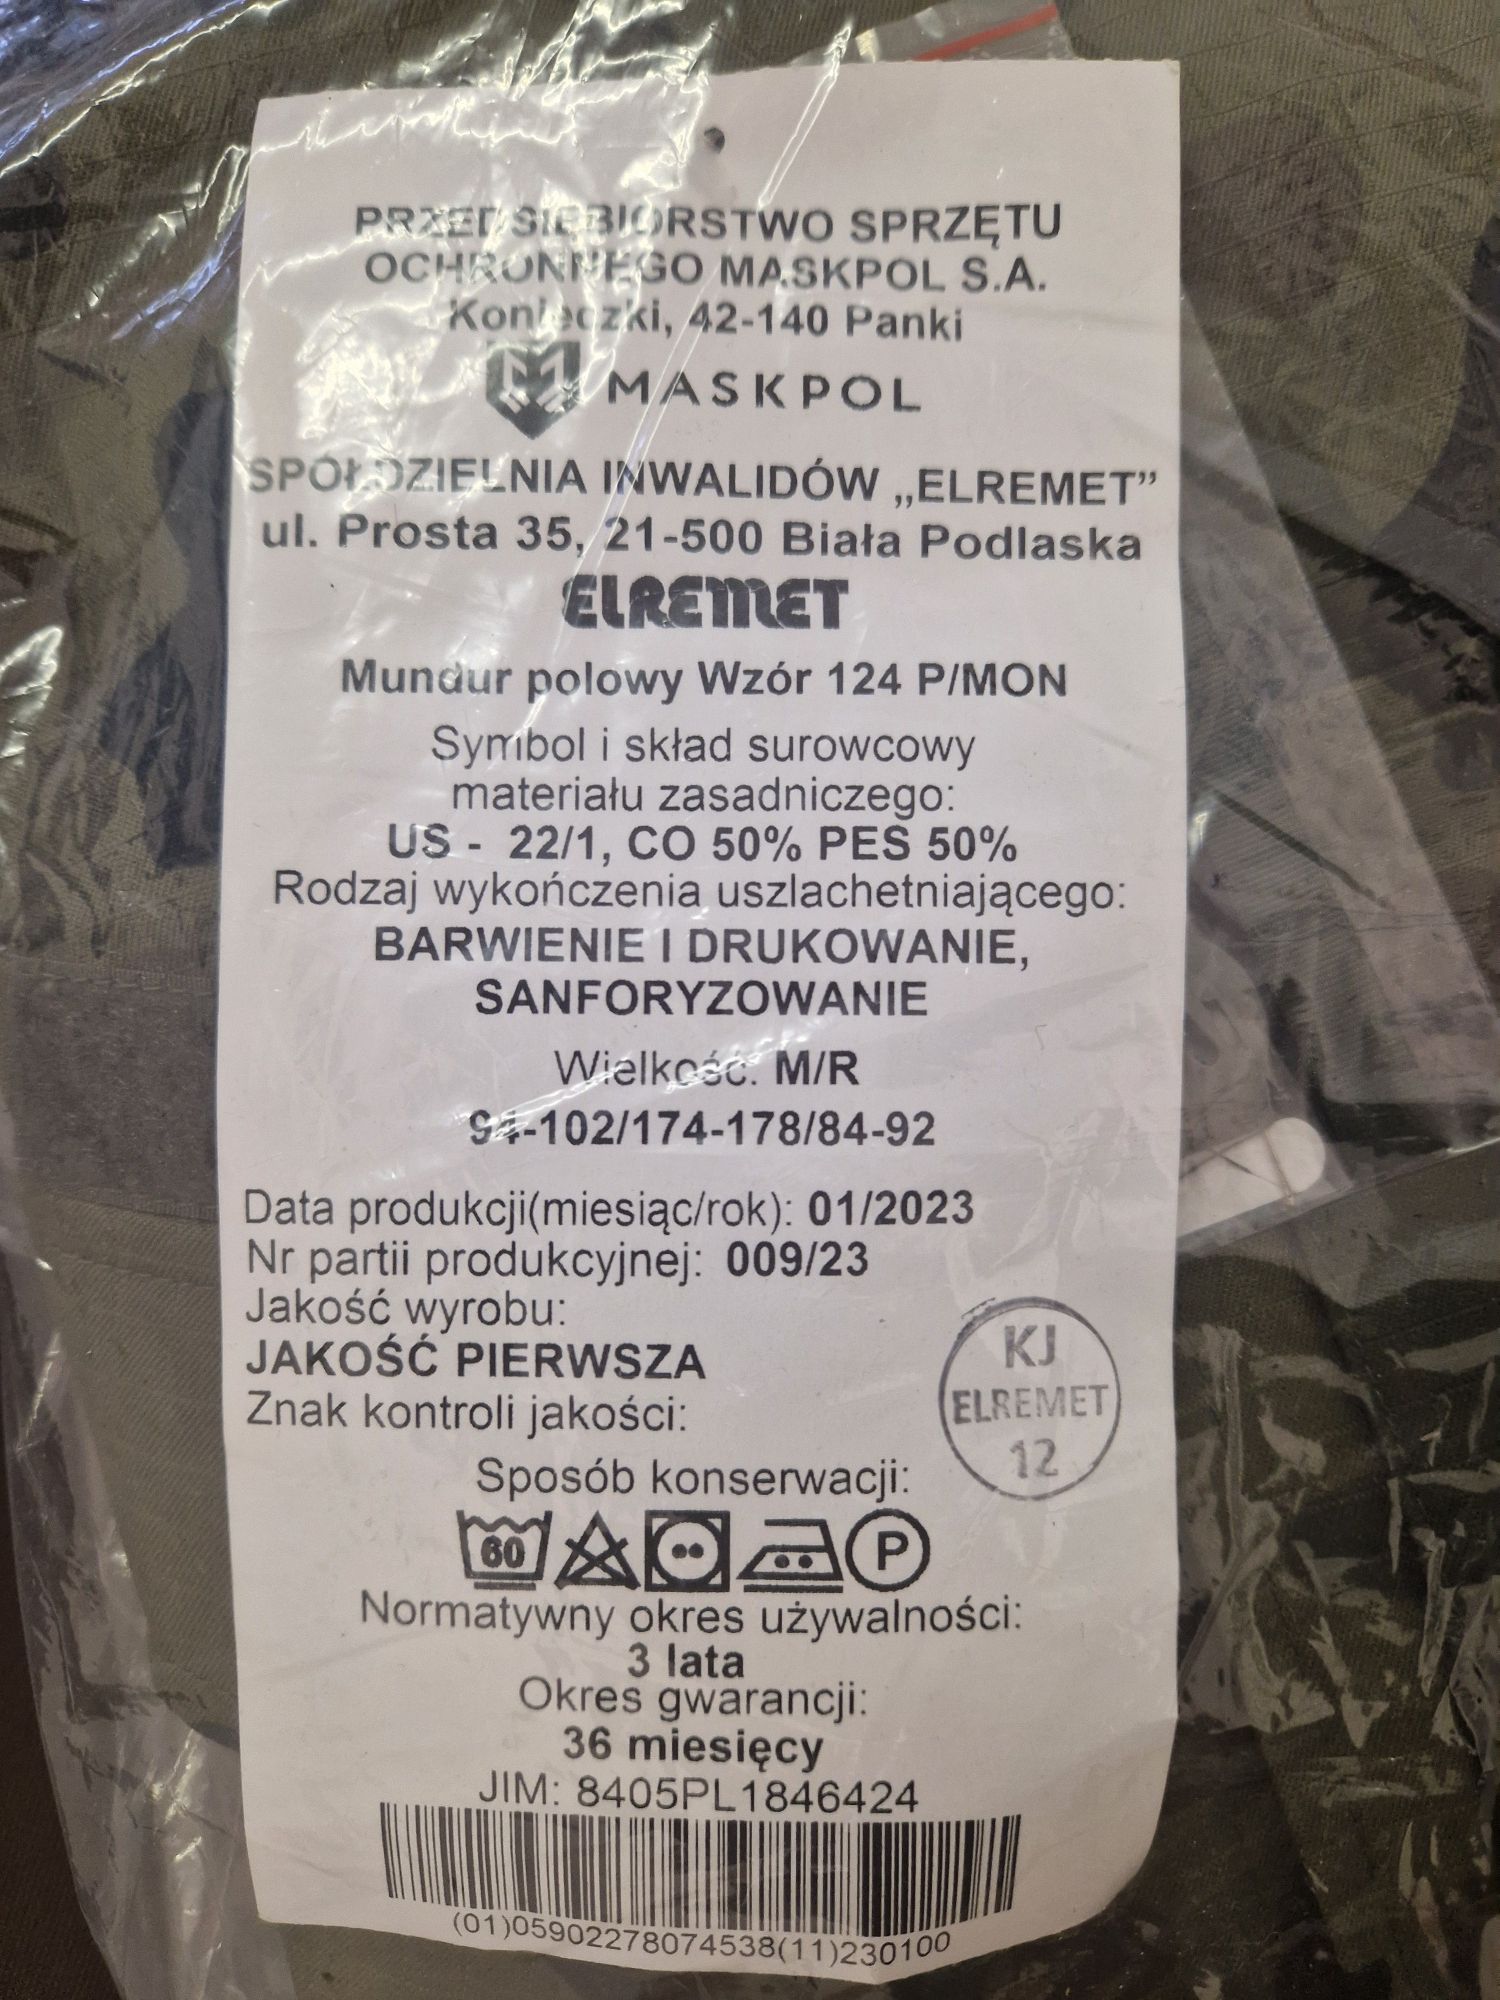 PRZEDSIĘBIORSTWO SPRZĘTU
OCHRONNEGO MASKPOL S.A.
Konieczki, 42-140 Panki
MASKPOL
SPÓŁDZIELNIA INWALIDÓW „ELREMET”
ul. Prosta 35, 21-500 Biała Podlaska
ELREMET
Mundur polowy Wzór 124 P/MON
Symbol i skład surowcowy
materiału zasadniczego:
US - 22/1, CO 50% PES 50%
Rodzaj wykończenia uszlachetniającego:
BARWIENIE I DRUKOWANIE,
SANFORYZOWANIE
Wielkość: M/R
94-102/174-178/84-92
Data produkcji(miesiąc/rok): 01/2023
Nr partii produkcyjnej: 009/23
Jakość wyrobu:
JAKOŚĆ PIERWSZA
Znak kontroli jakości:
KJ
ELREMET
12
Sposób konserwacji:
60 P
Normatywny okres używalności:
3 lata
Okres gwarancji:
36 miesięcy
JIM: 8405PL1846424
(01)05902278074538(11)230100